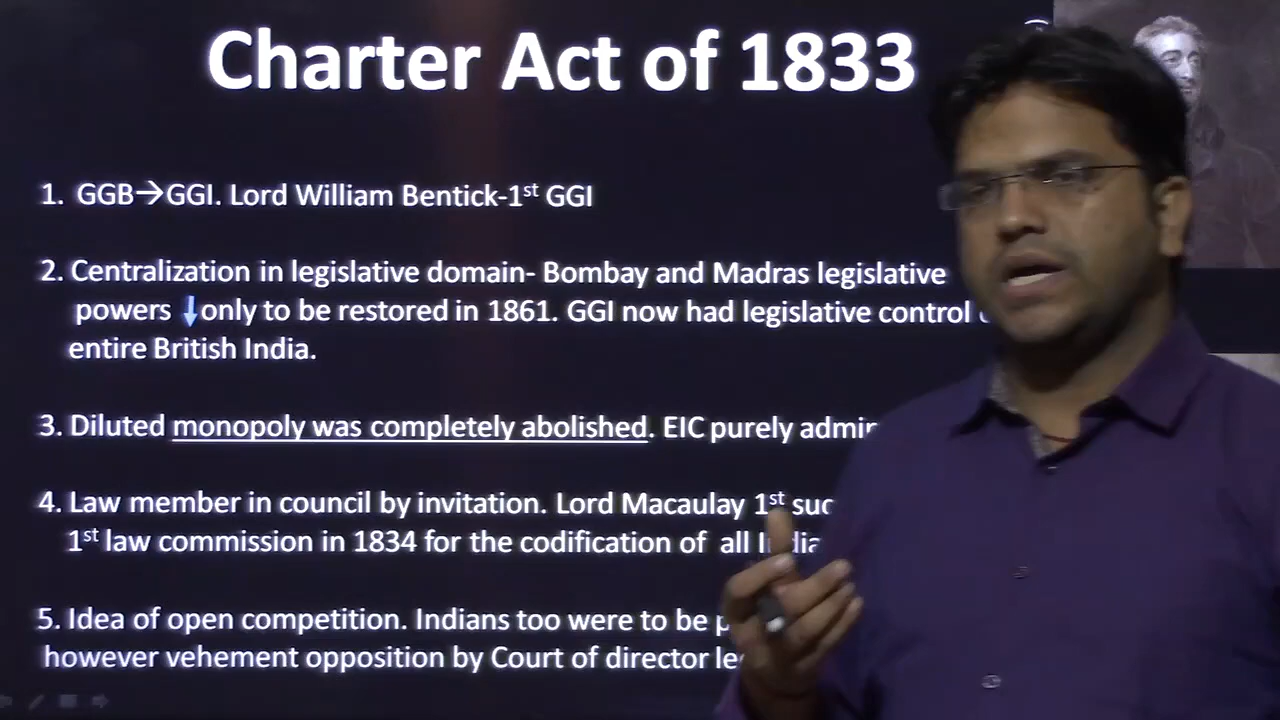 Charter Act of 1833
1. GGB→GGI. Lord William Bentick-1st GGI
2. Centralization in legislative domain- Bombay and Madras legislative
powers ↓only to be restored in 1861. GGI now had legislative control
entire British India.
3. Diluted monopoly was completely abolished. EIC purely
4. Law member in council by invitation. Lord Macaulay 1st
1st law commission in 1834 for the codification of all
5. Idea of open competition. Indians too were to be
however vehement opposition by Court of director